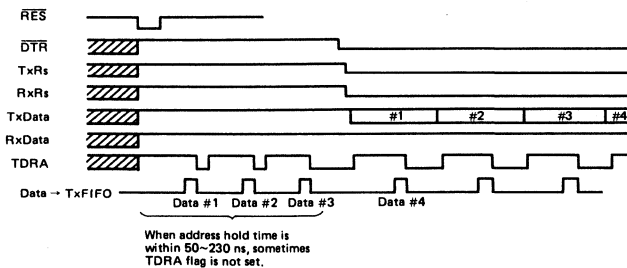 RES
DTR
TxRs
RxRs
TxData #1 #2 #3 #4
RxData
TDRA
Data → TxFIFO
Data #1 Data #2 Data #3 Data #4
When address hold time is
within 50~230 ns, sometimes
TDRA flag is not set.